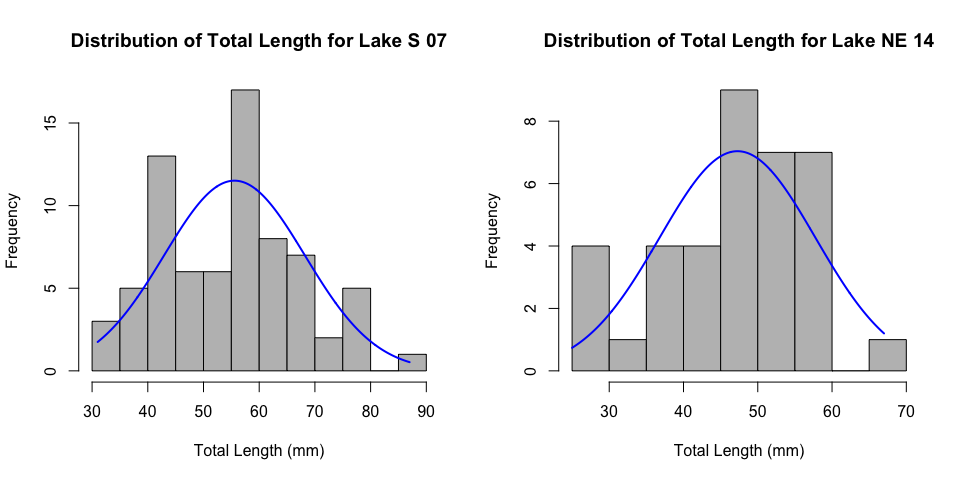 Distribution of Total Length for Lake S 07
Frequency
15
10
5
0
30 40 50 60 70 80 90
Total Length (mm)
Distribution of Total Length for Lake NE 14
Frequency
8
6
4
2
0
30 40 50 60 70
Total Length (mm)